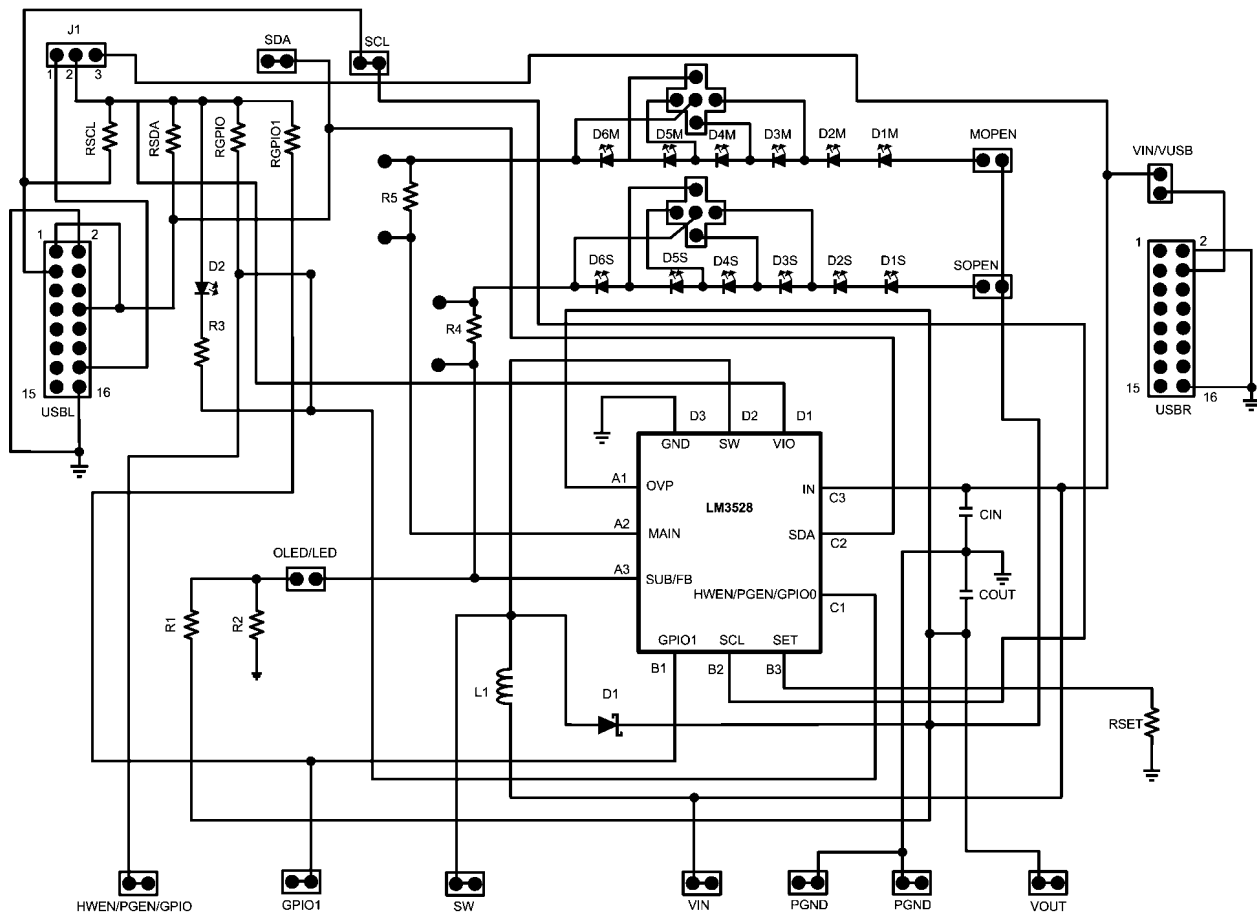 J1
SDA
SCL
1 2 3
RSCL
RSDA
RGPIO
RGPIO1
D6M
D5M
D4M
D3M
D2M
D1M
MOPEN
VIN/VUSB
R5
1
2
D6S
D5S
D4S
D3S
D2S
D1S
SOPEN
1
2
D2
R3
R4
15
16
USBL
15
16
USBR
D3
D2
D1
GND
SW
VIO
A1
OVP
IN
C3
LM3528
CIN
A2
MAIN
SDA
C2
OLED/LED
A3
SUB/FB
HWEN/PGEN/GPIO0
C1
COUT
R1
R2
GPIO1
SCL
SET
B1
B2
B3
L1
D1
RSET
HWEN/PGEN/GPIO
GPIO1
SW
VIN
PGND
PGND
VOUT